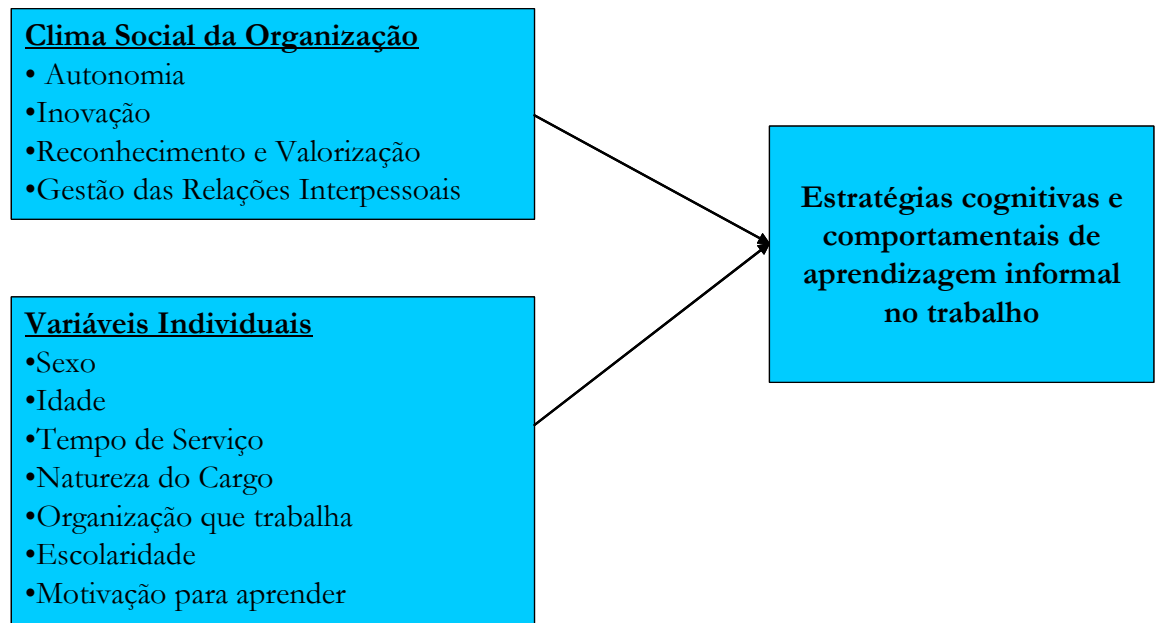 Clima Social da Organização
• Autonomia
•Inovação
•Reconhecimento e Valorização
•Gestão das Relações Interpessoais
Estratégias cognitivas e
comportamentais de
aprendizagem informal
no trabalho
Variáveis Individuais
•Sexo
•Idade
•Tempo de Serviço
•Natureza do Cargo
•Organização que trabalha
•Escolaridade
•Motivação para aprender